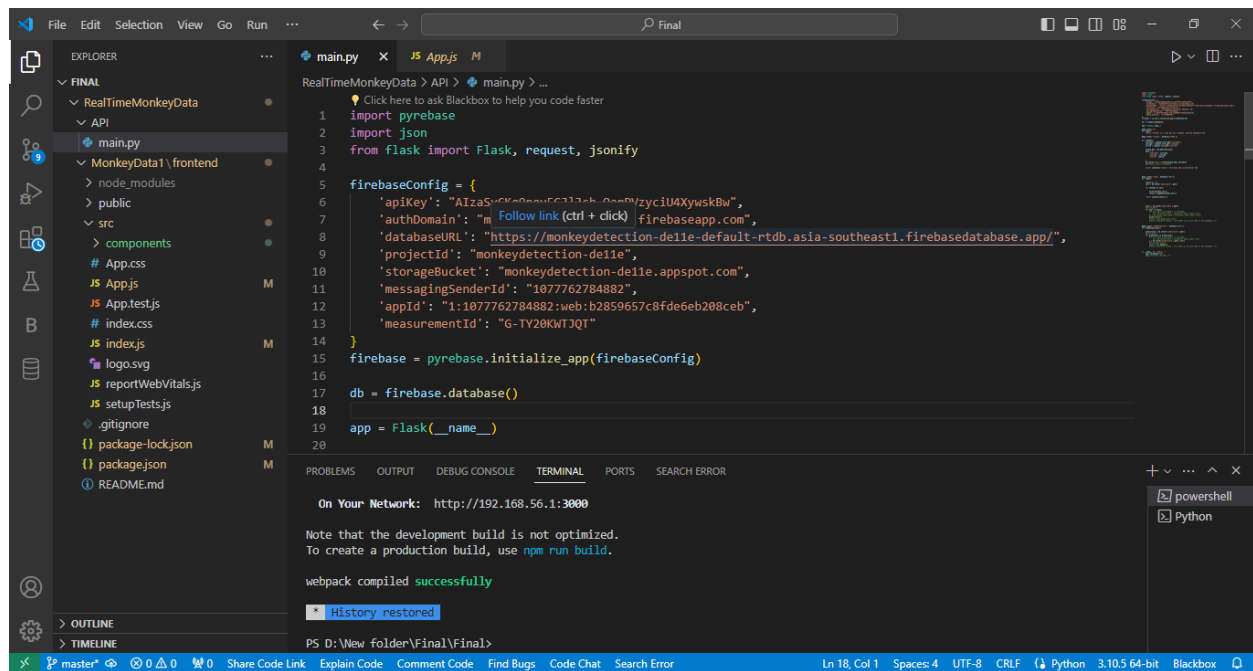 File Edit Selection View Go Run ··· Final
EXPLORER ···
FINAL
RealTimeMonkeyData
API
main.py
MonkeyData1\frontend
node_modules
public
src
components
# App.css
JS App.js M
JS App.test.js
# index.css
JS index.js M
logo.svg
JS reportWebVitals.js
JS setupTests.js
.gitignore
{} package-lock.json M
{} package.json M
README.md
OUTLINE
TIMELINE
9
B
main.py × JS App.js M
RealTimeMonkeyData > API > main.py > ...
Click here to ask Blackbox to help you code faster
1 import pyrebase
2 import json
3 from flask import Flask, request, jsonify
4
5 firebaseConfig = {
6 'apiKey':
7 'authDomain': "m firebaseapp.com",
Follow link (ctrl + click)
8 'databaseURL': "https://monkeydetection-de11e-default-rtdb.asia-southeast1.firebasedatabase.app/",
9 'projectId': "monkeydetection-de11e",
10 'storageBucket': "monkeydetection-de11e.appspot.com",
11 'messagingSenderId': "1077762784882",
12 'appId': "1:1077762784882:web:b2859657c8fde6eb208ceb",
13 'measurementId': "G-TY20KWTJQT"
14 }
15 firebase = pyrebase.initialize_app(firebaseConfig)
16
17 db = firebase.database()
18
19 app = Flask(__name__)
20
PROBLEMS OUTPUT DEBUG CONSOLE TERMINAL PORTS SEARCH ERROR
On Your Network: http://192.168.56.1:3000
Note that the development build is not optimized.
To create a production build, use npm run build.
webpack compiled successfully
* History restored
PS D:\New folder\Final\Final>
powershell
Python
master* 0 0 0 Share Code Link Explain Code Comment Code Find Bugs Code Chat Search Error Ln 18, Col 1 Spaces: 4 UTF-8 CRLF Python 3.10.5 64-bit Blackbox